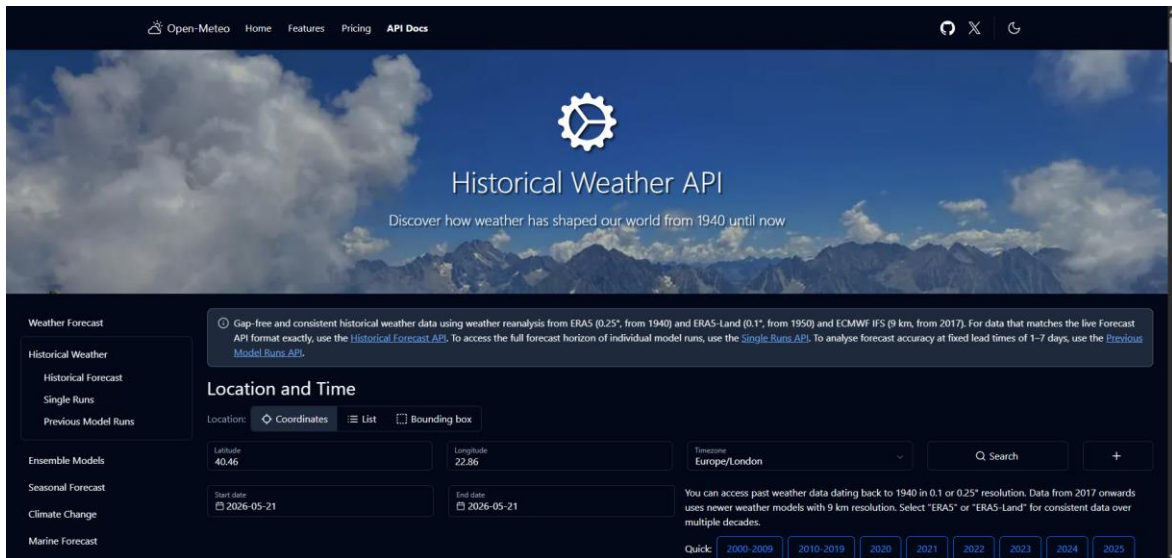 Open-Meteo Home Features Pricing API Docs
Historical Weather API
Discover how weather has shaped our world from 1940 until now
Weather Forecast
Historical Weather
Historical Forecast
Single Runs
Previous Model Runs
Ensemble Models
Seasonal Forecast
Climate Change
Marine Forecast
Gap-free and consistent historical weather data using weather reanalysis from ERA5 (0.25°, from 1940) and ERA5-Land (0.1°, from 1950) and ECMWF IFS (9 km, from 2017). For data that matches the live Forecast
API format exactly, use the Historical Forecast API. To access the full forecast horizon of individual model runs, use the Single Runs API. To analyse forecast accuracy at fixed lead times of 1–7 days, use the Previous
Model Runs API.
Location and Time
Location: Coordinates List Bounding box
Latitude
40.46
Longitude
22.86
Timezone
Europe/London
Search
+
Start date
2026-05-21
End date
2026-05-21
You can access past weather data dating back to 1940 in 0.1 or 0.25° resolution. Data from 2017 onwards
uses newer weather models with 9 km resolution. Select "ERA5" or "ERA5-Land" for consistent data over
multiple decades.
Quick: 2000-2009 2010-2019 2020 2021 2022 2023 2024 2025